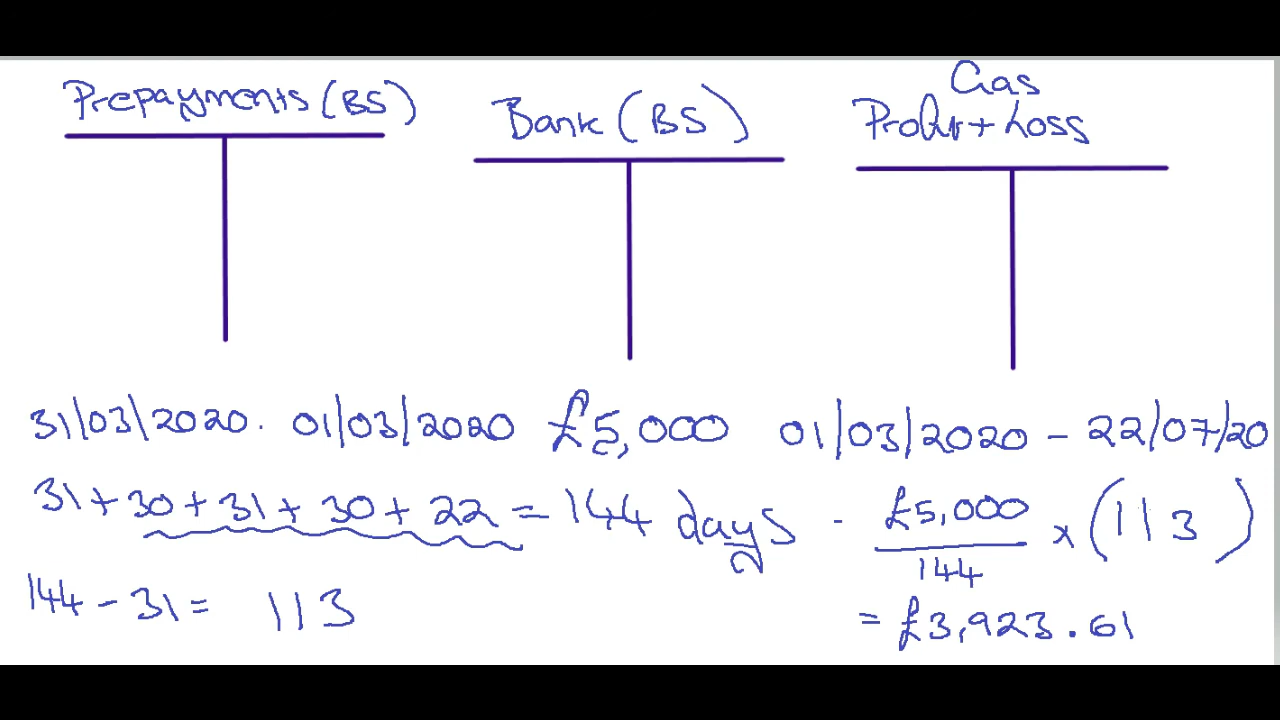 Prepayments (BS)
Bank (BS)
Gas
Profit + Loss
31/03/2020. 01/03/2020 £5,000 01/03/2020 - 22/07/20
31 + 30 + 31 + 30 + 22 = 144 days - £5,000 / 144 x (113)
144 - 31 = 113
= £3,923.61